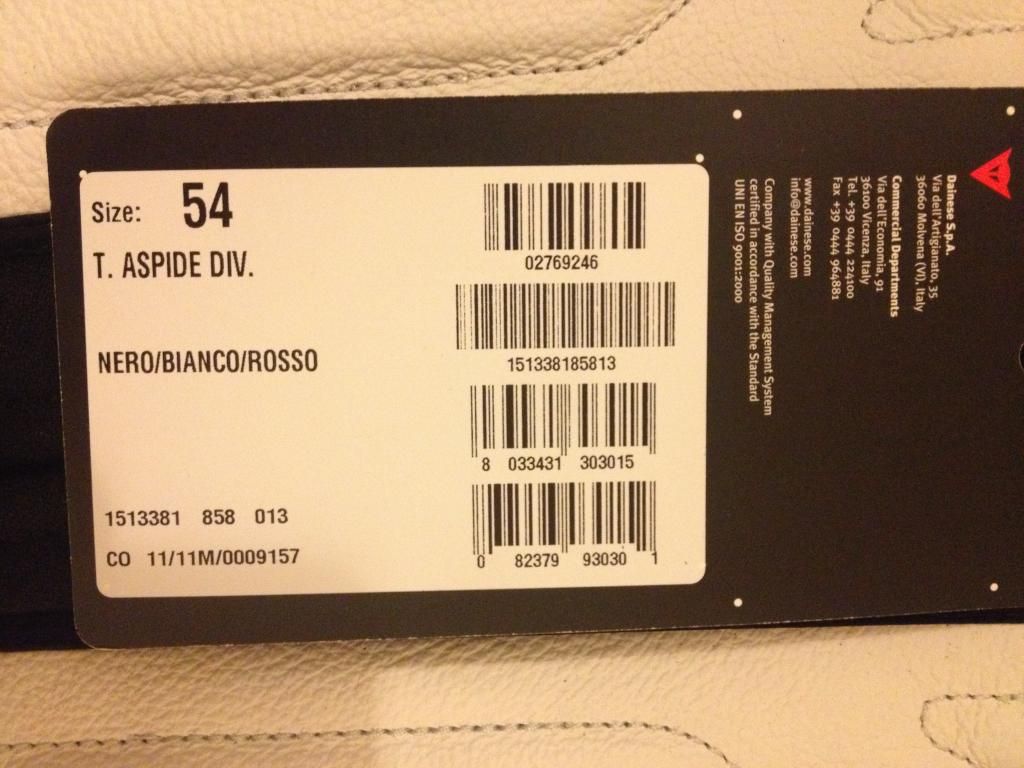 Size: 54
T. ASPIDE DIV.
NERO/BIANCO/ROSSO
1513381 858 013
CO 11/11M/0009157
02769246
151338185813
8 033431 303015
0 82379 93030 1
Dainese S.p.A.
Via dell'Artigianato, 35
36060 Molvena (VI), Italy
Commercial Departments
Via dell'Economia, 91
36100 Vicenza, Italy
Tel. +39 0444 224100
Fax +39 0444 964881
www.dainese.com
info@dainese.com
Company with Quality Management System
certified in accordance with the Standard
UNI EN ISO 9001:2000